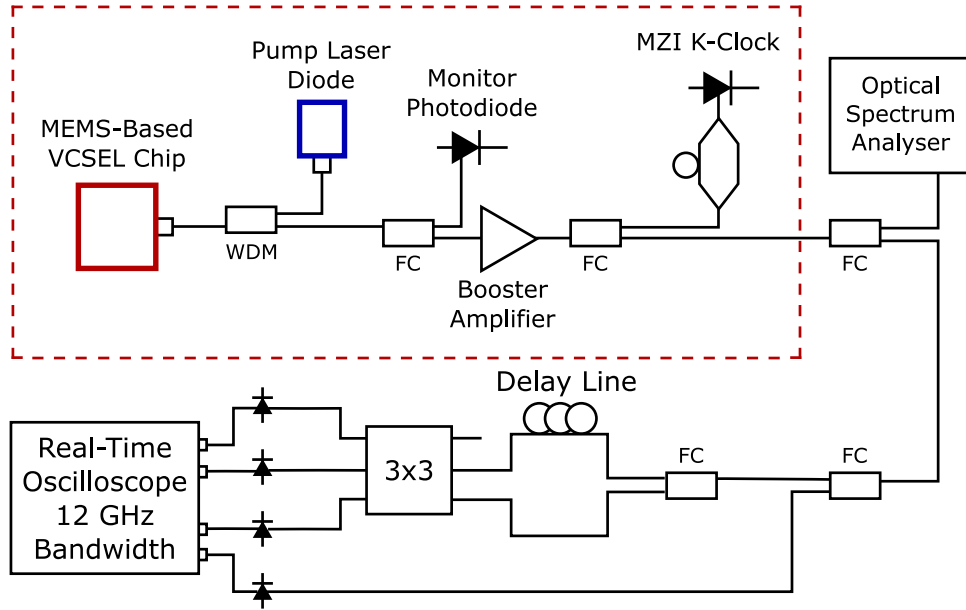 MZI K-Clock
Pump Laser
Diode
Monitor
Photodiode
MEMS-Based
VCSEL Chip
Optical
Spectrum
Analyser
WDM
FC
FC
FC
Booster
Amplifier
Delay Line
Real-Time
Oscilloscope
12 GHz
Bandwidth
3x3
FC
FC